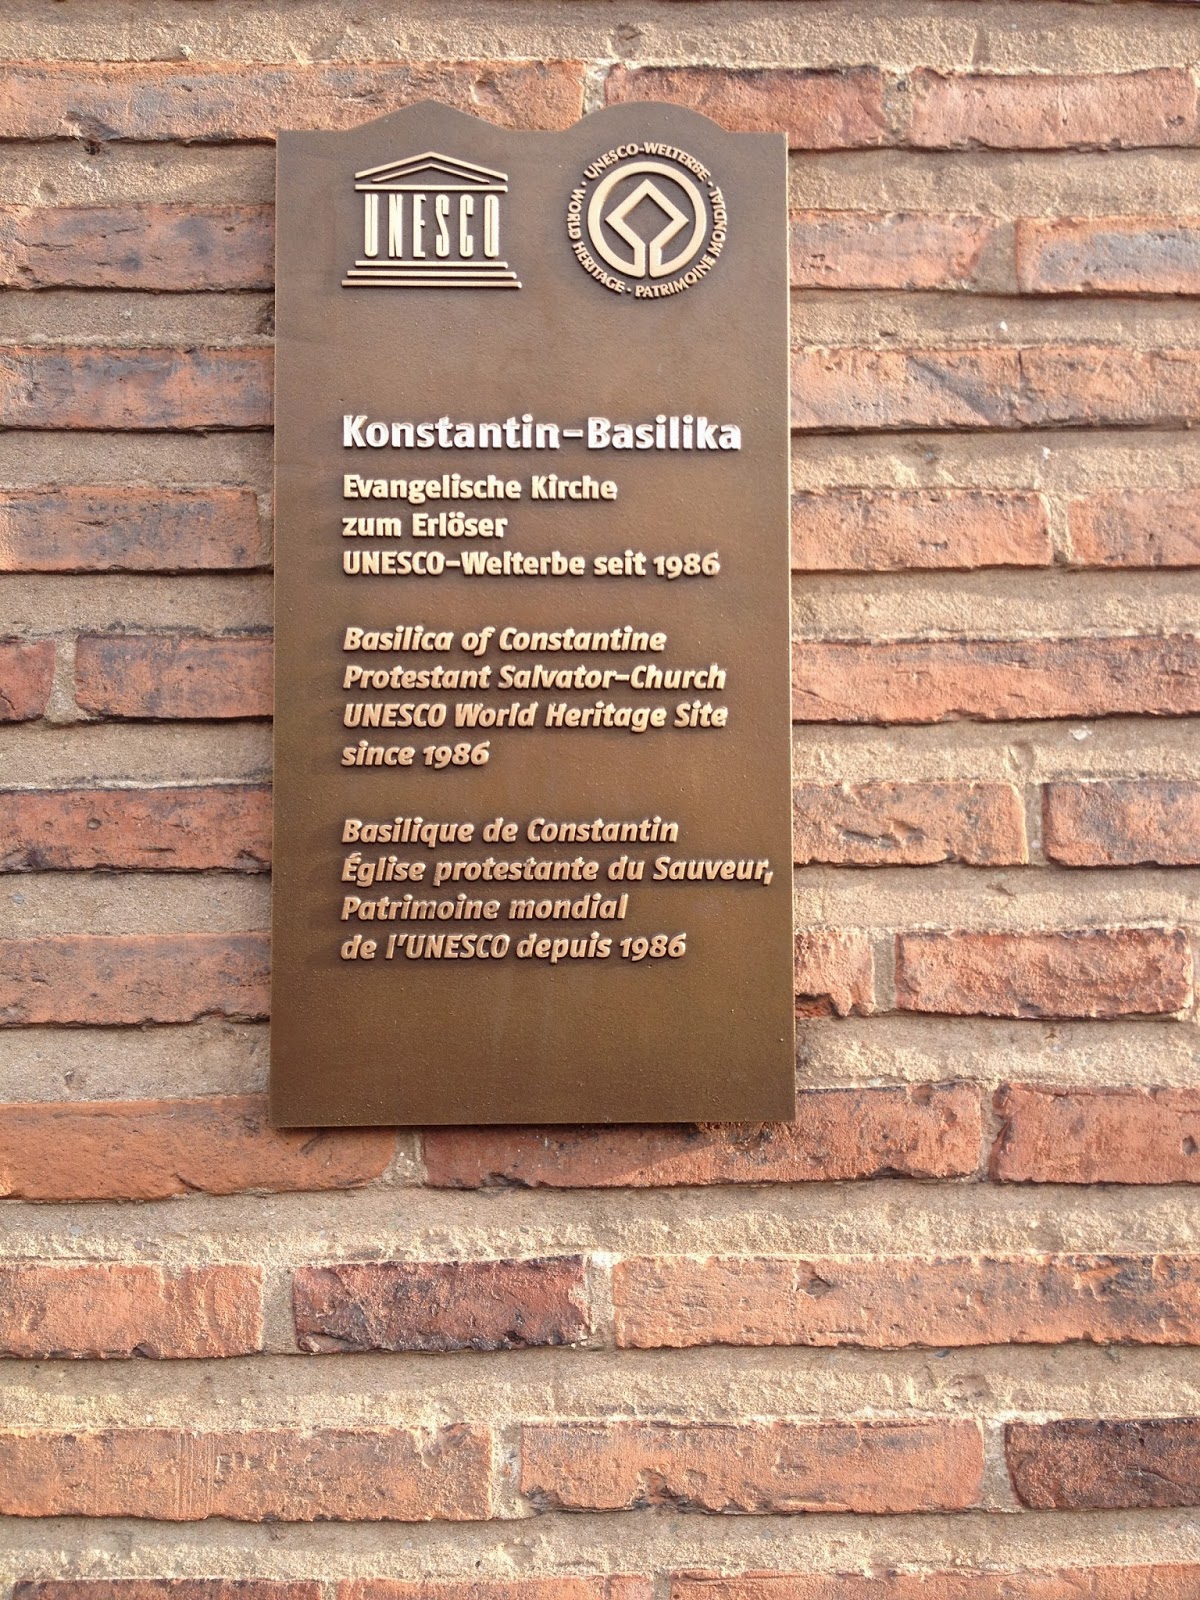 UNESCO
UNESCO-WELTERBE · WORLD HERITAGE · PATRIMOINE MONDIAL ·
Konstantin-Basilika
Evangelische Kirche
zum Erlöser
UNESCO-Welterbe seit 1986
Basilica of Constantine
Protestant Salvator-Church
UNESCO World Heritage Site
since 1986
Basilique de Constantin
Église protestante du Sauveur,
Patrimoine mondial
de l'UNESCO depuis 1986